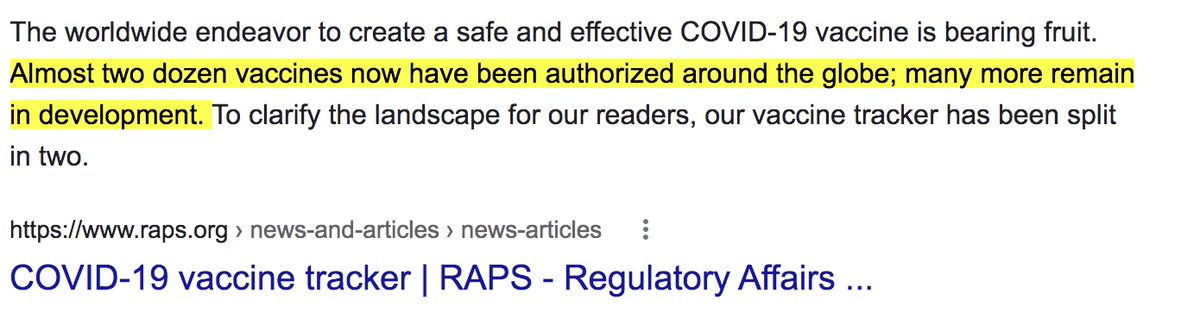 The worldwide endeavor to create a safe and effective COVID-19 vaccine is bearing fruit.
Almost two dozen vaccines now have been authorized around the globe; many more remain
in development. To clarify the landscape for our readers, our vaccine tracker has been split
in two.
https://www.raps.org › news-and-articles › news-articles
COVID-19 vaccine tracker | RAPS - Regulatory Affairs ...